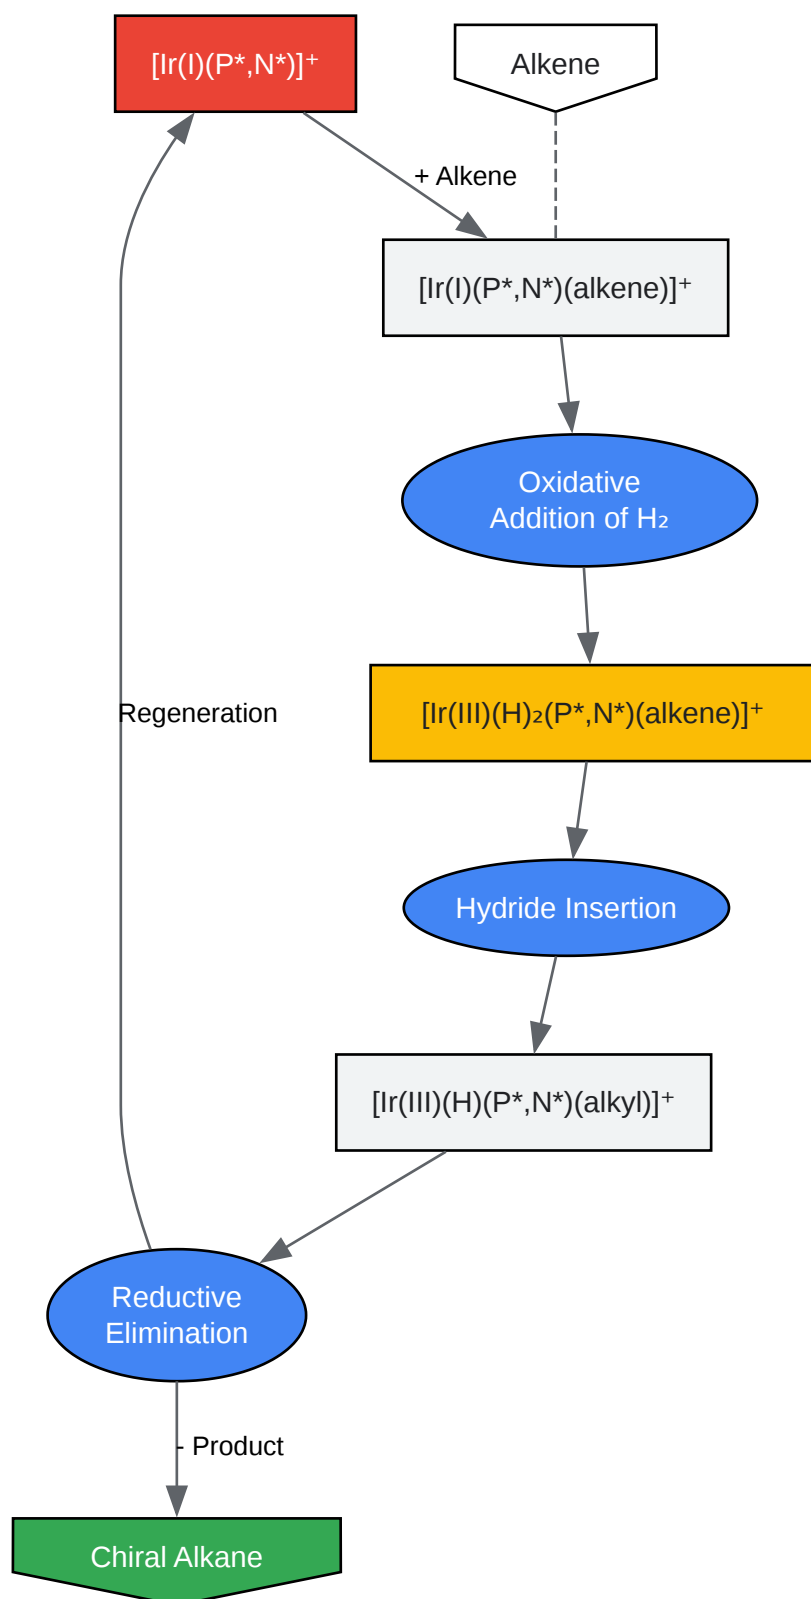 [Ir(I)(P*,N*)]⁺
Alkene
+ Alkene
[Ir(I)(P*,N*)(alkene)]⁺
Oxidative
Addition of H₂
[Ir(III)(H)₂(P*,N*)(alkene)]⁺
Regeneration
Hydride Insertion
[Ir(III)(H)(P*,N*)(alkyl)]⁺
Reductive
Elimination
- Product
Chiral Alkane